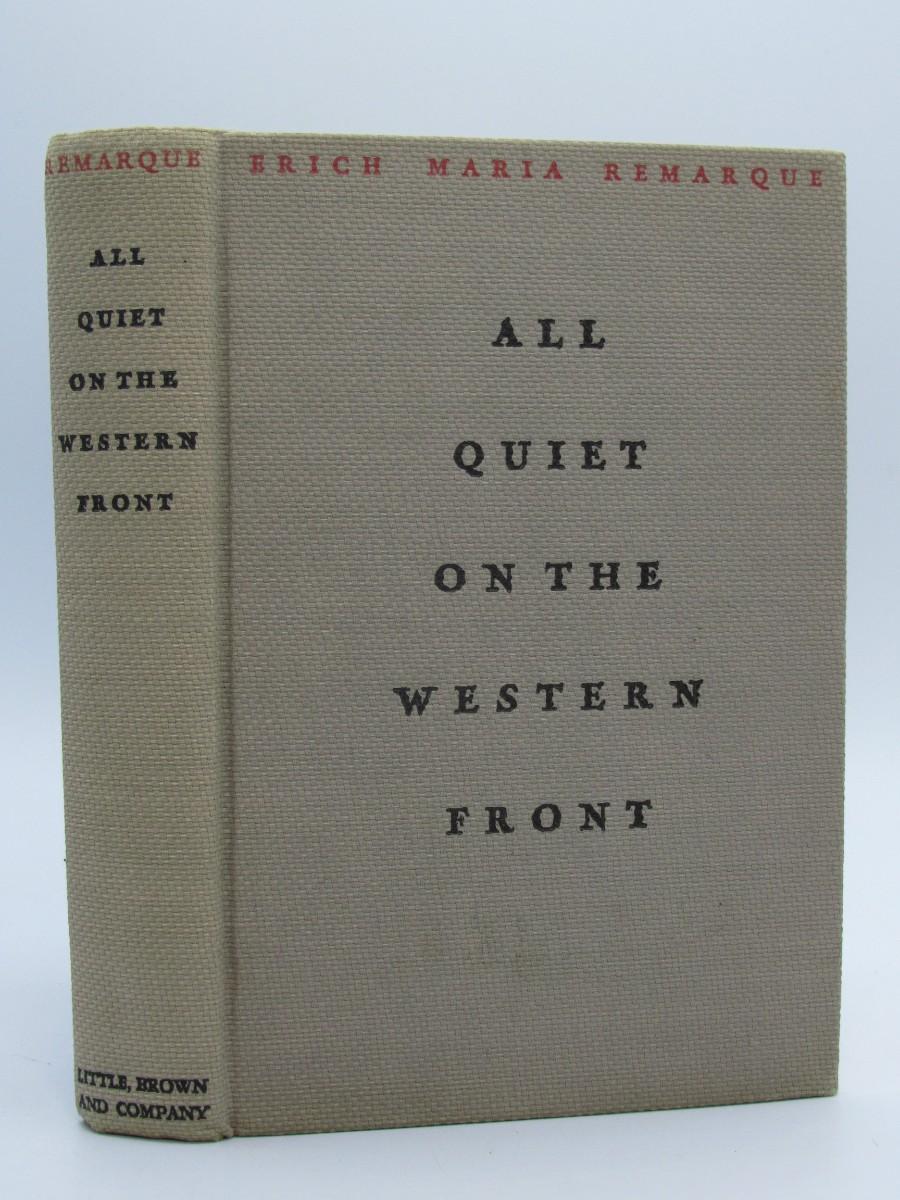 REMARQUE
ALL
QUIET
ON THE
WESTERN
FRONT
LITTLE, BROWN
AND COMPANY
ERICH MARIA REMARQUE
ALL
QUIET
ON THE
WESTERN
FRONT